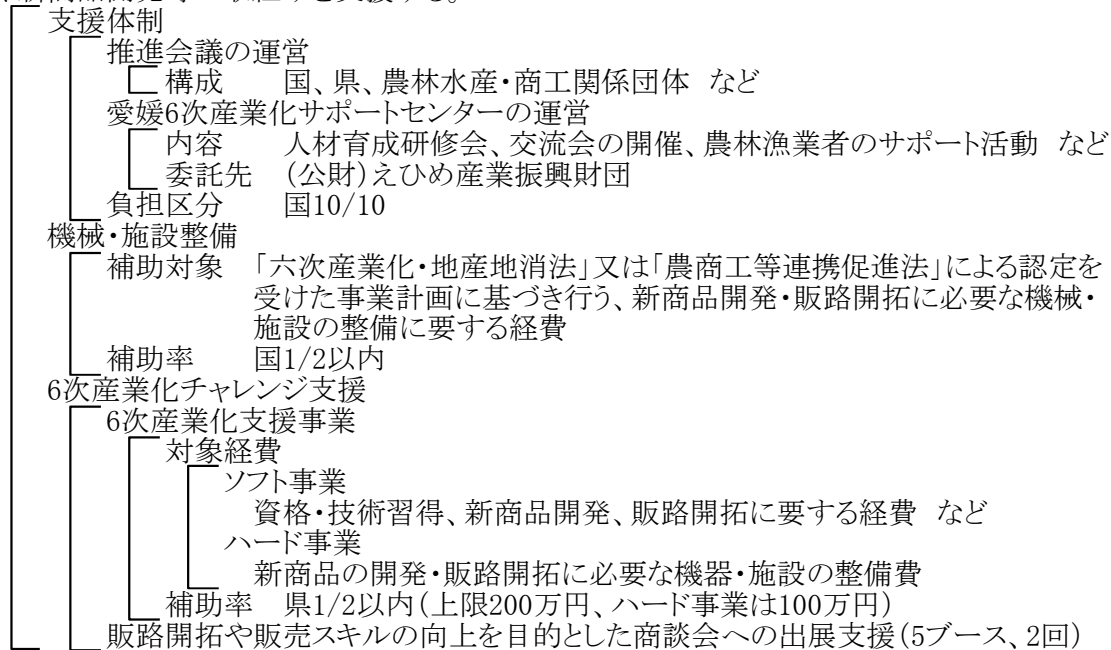 支援体制
推進会議の運営
構成　　国、県、農林水産・商工関係団体　など
愛媛6次産業化サポートセンターの運営
内容　　人材育成研修会、交流会の開催、農林漁業者のサポート活動　など
委託先　(公財)えひめ産業振興財団
負担区分　　国10/10
機械・施設整備
補助対象　「六次産業化・地産地消法」又は「農商工等連携促進法」による認定を
受けた事業計画に基づき行う、新商品開発・販路開拓に必要な機械・
施設の整備に要する経費
補助率　　国1/2以内
6次産業化チャレンジ支援
6次産業化支援事業
対象経費
ソフト事業
資格・技術習得、新商品開発、販路開拓に要する経費　など
ハード事業
新商品の開発・販路開拓に必要な機器・施設の整備費
補助率　県1/2以内(上限200万円、ハード事業は100万円)
販路開拓や販売スキルの向上を目的とした商談会への出展支援(5ブース、2回)